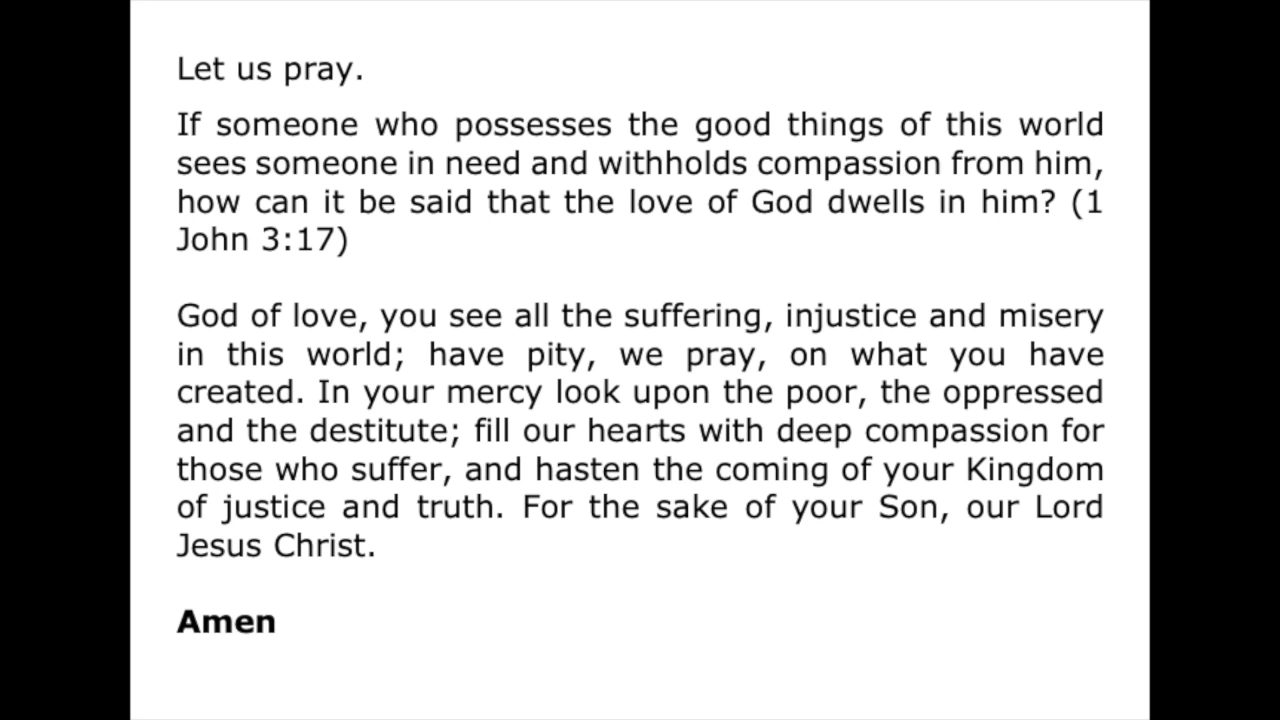 Let us pray.
If someone who possesses the good things of this world
sees someone in need and withholds compassion from him,
how can it be said that the love of God dwells in him? (1
John 3:17)
God of love, you see all the suffering, injustice and misery
in this world; have pity, we pray, on what you have
created. In your mercy look upon the poor, the oppressed
and the destitute; fill our hearts with deep compassion for
those who suffer, and hasten the coming of your Kingdom
of justice and truth. For the sake of your Son, our Lord
Jesus Christ.
Amen